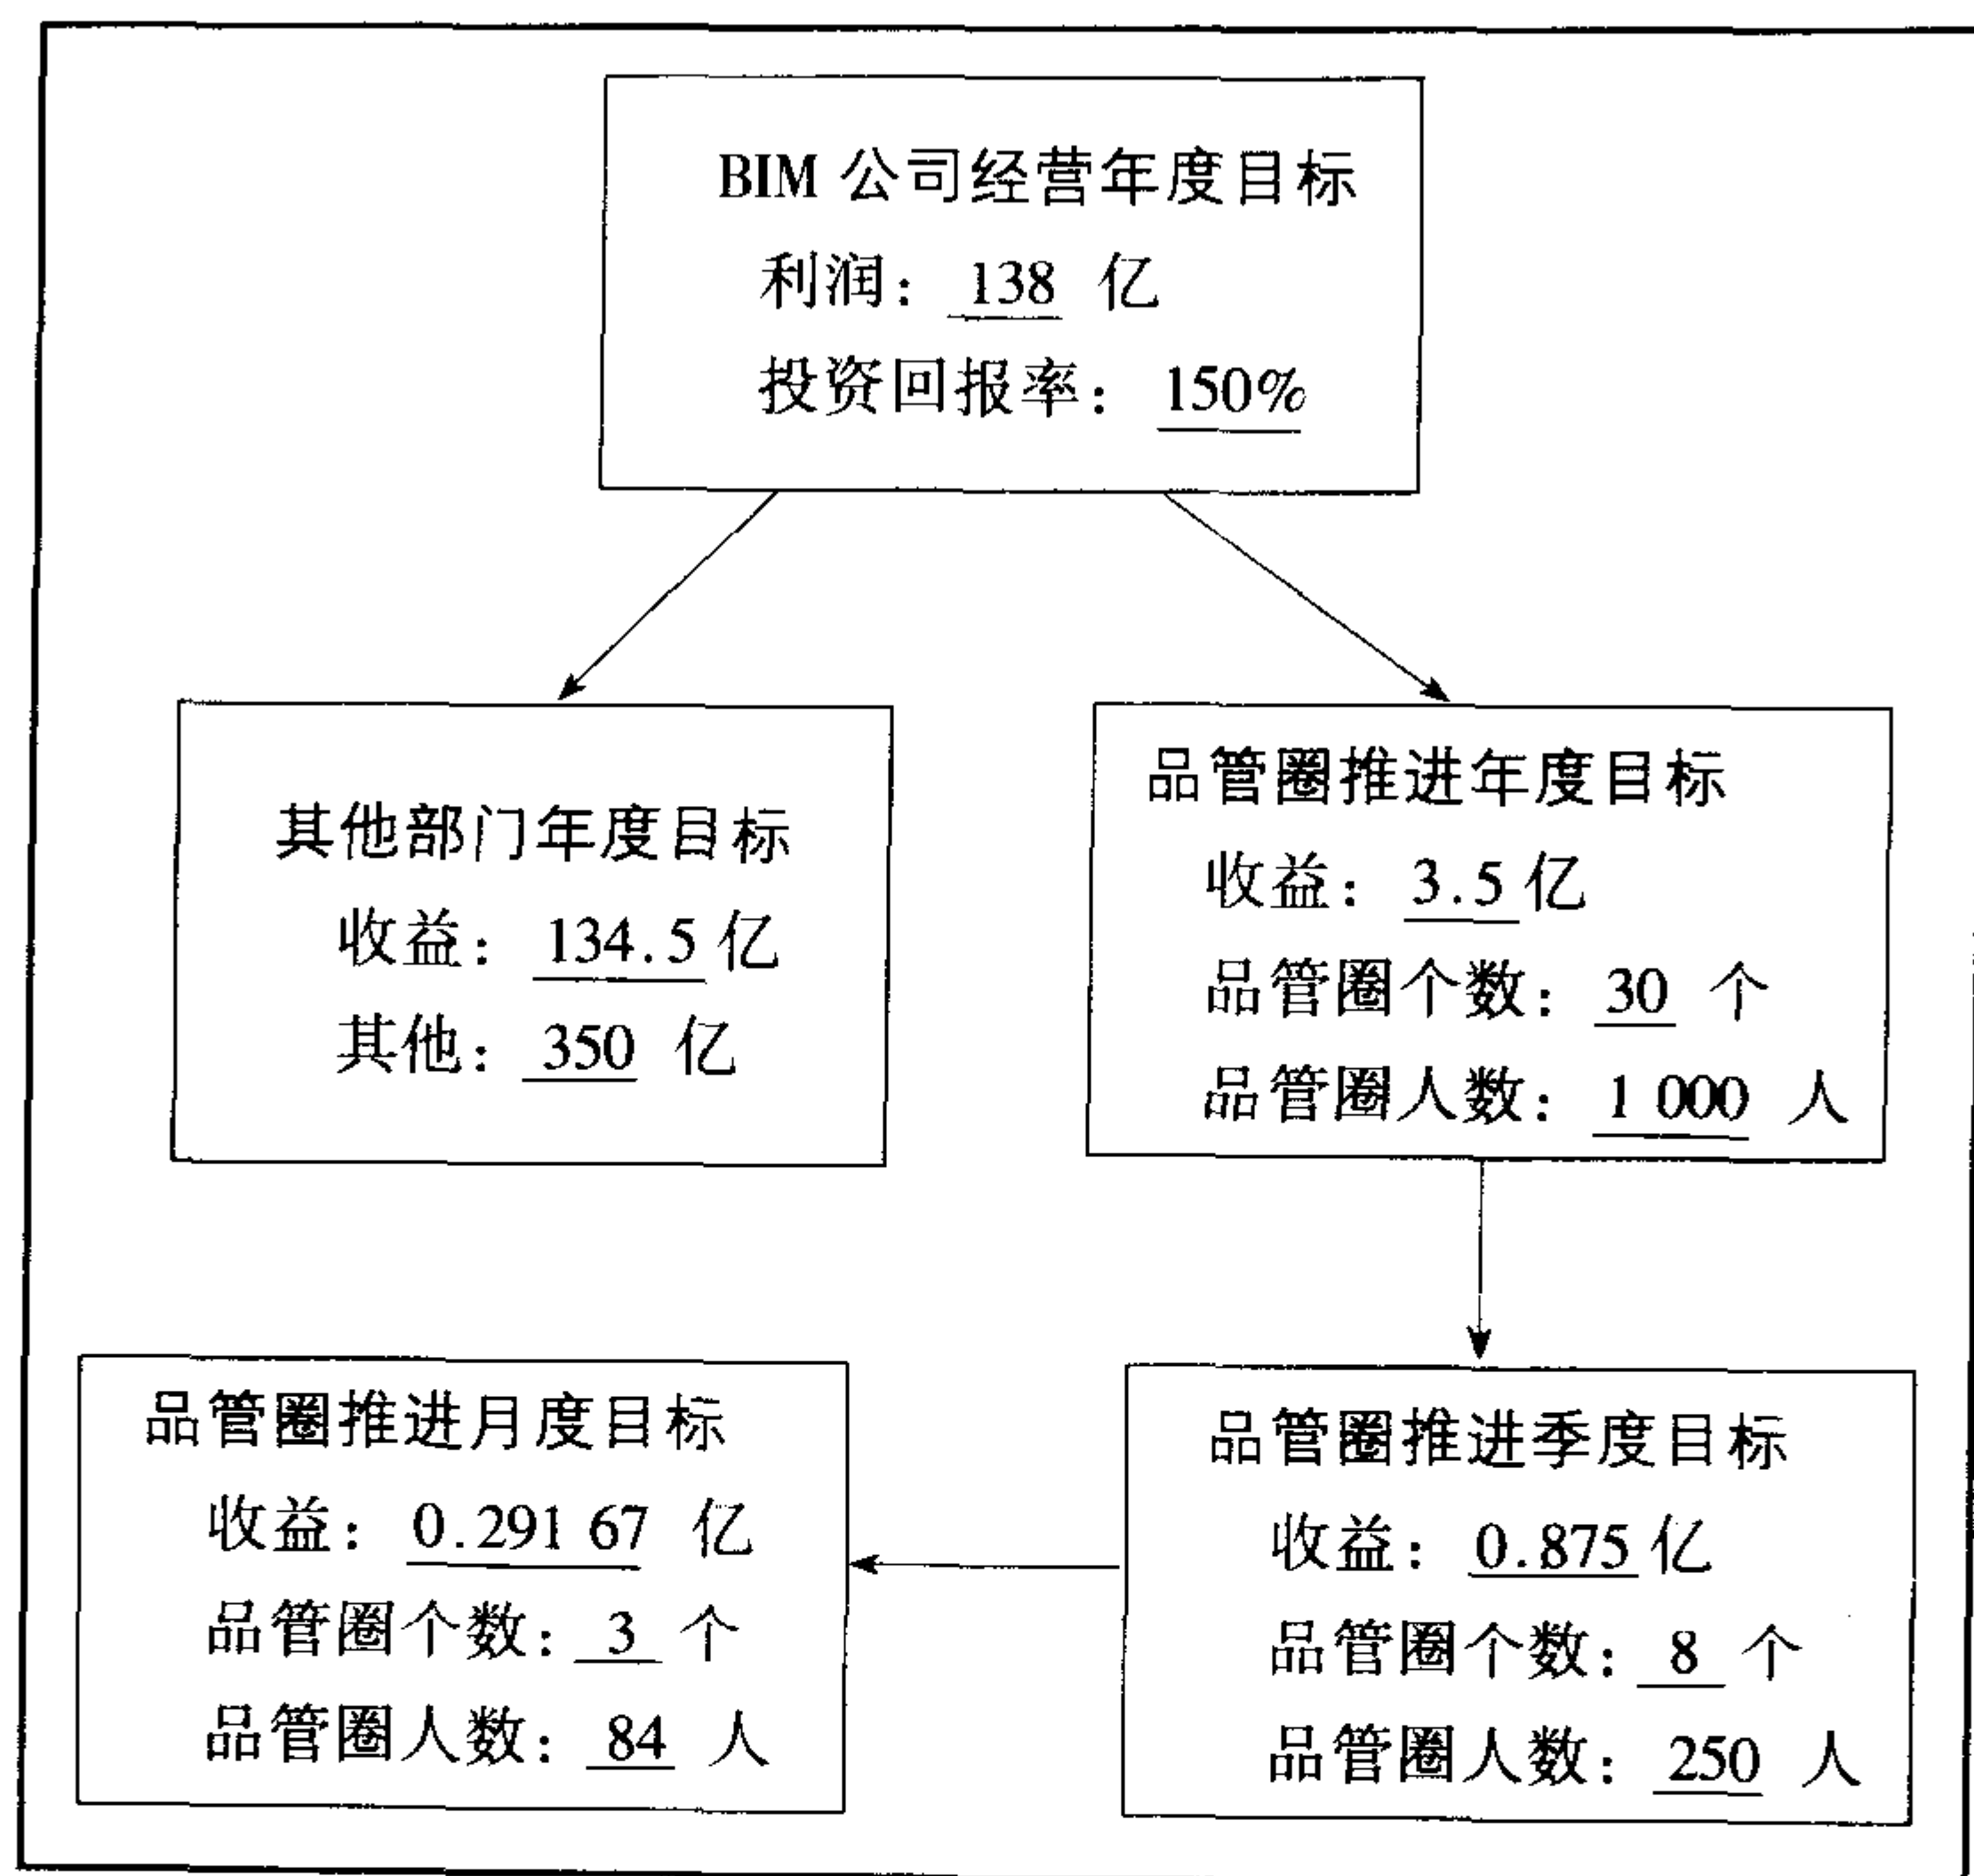 BIM 公司经营年度目标
利润： 138 亿
投资回报率： 150%
其他部门年度目标
收益： 134.5 亿
其他： 350 亿
品管圈推进年度目标
收益： 3.5 亿
品管圈个数： 30 个
品管圈人数： 1 000 人
品管圈推进月度目标
收益： 0.291 67 亿
品管圈个数： 3 个
品管圈人数： 84 人
品管圈推进季度目标
收益： 0.875 亿
品管圈个数： 8 个
品管圈人数： 250 人